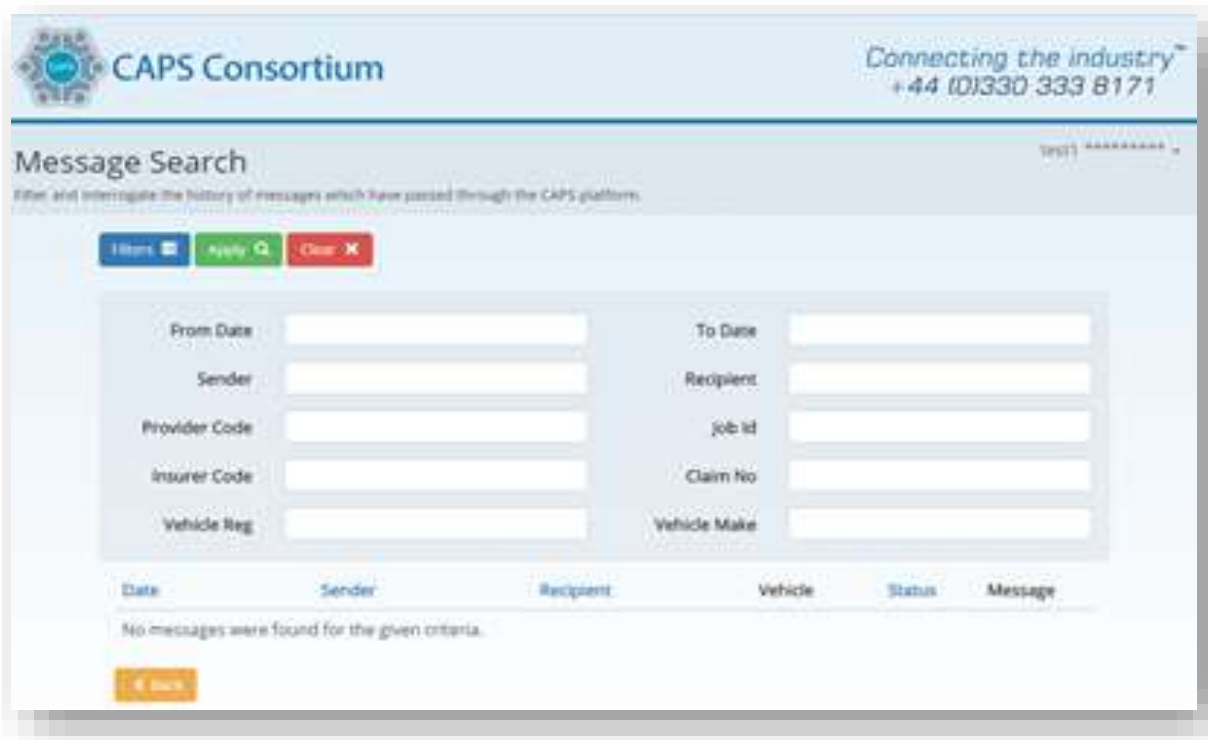 CAPS Consortium
Connecting the industry™
+44 (0)330 333 8171
Message Search
test1 ********* 
Filter and interrogate the history of messages which have passed through the CAPS platform.
Filters Apply Clear
From Date To Date
Sender Recipient
Provider Code Job Id
Insurer Code Claim No
Vehicle Reg Vehicle Make
Date Sender Recipient Vehicle Status Message
No messages were found for the given criteria.
Back